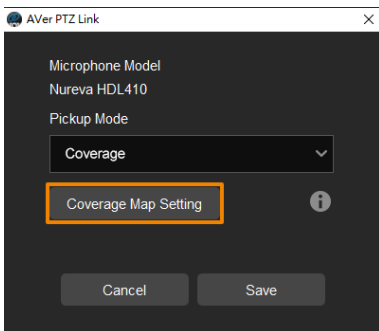 AVer PTZ Link
Microphone Model
Nureva HDL410
Pickup Mode
Coverage
Coverage Map Setting
Cancel
Save